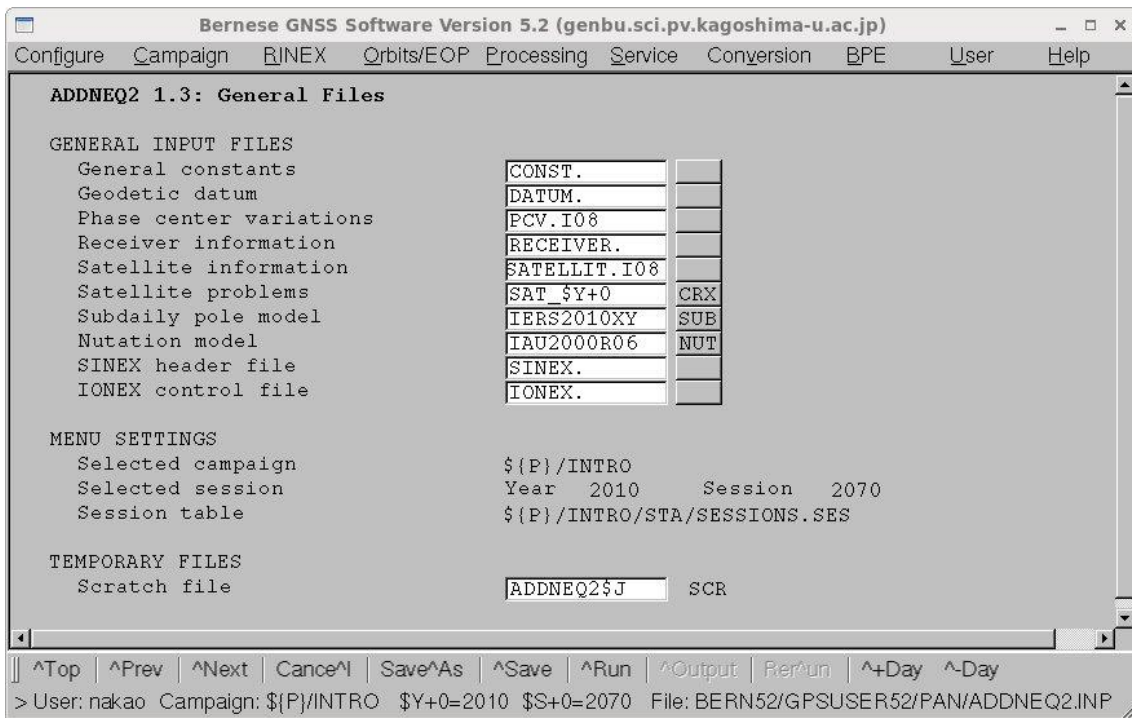 Bernese GNSS Software Version 5.2 (genbu.sci.pv.kagoshima-u.ac.jp)
Configure Campaign RINEX Orbits/EOP Processing Service Conversion BPE User Help
ADDNEQ2 1.3: General Files
GENERAL INPUT FILES
General constants CONST.
Geodetic datum DATUM.
Phase center variations PCV.I08
Receiver information RECEIVER.
Satellite information SATELLIT.I08
Satellite problems SAT_$Y+0 CRX
Subdaily pole model IERS2010XY SUB
Nutation model IAU2000R06 NUT
SINEX header file SINEX.
IONEX control file IONEX.
MENU SETTINGS
Selected campaign ${P}/INTRO
Selected session Year 2010 Session 2070
Session table ${P}/INTRO/STA/SESSIONS.SES
TEMPORARY FILES
Scratch file ADDNEQ2$J SCR
^Top ^Prev ^Next Cance^l Save^As ^Save ^Run ^Output Rer^un ^+Day ^-Day
> User: nakao Campaign: ${P}/INTRO $Y+0=2010 $S+0=2070 File: BERN52/GPSUSER52/PAN/ADDNEQ2.INP